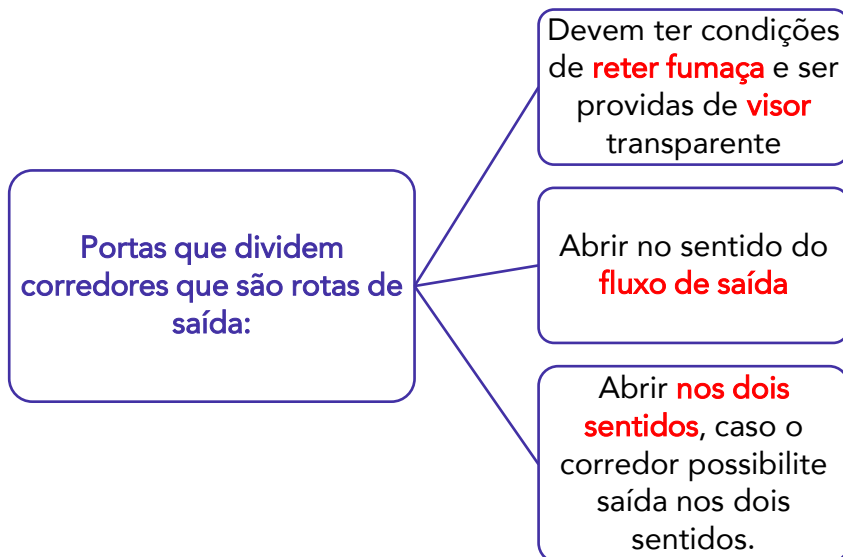 Devem ter condições
de reter fumaça e ser
providas de visor
transparente
Portas que dividem
corredores que são rotas de
saída:
Abrir no sentido do
fluxo de saída
Abrir nos dois
sentidos, caso o
corredor possibilite
saída nos dois
sentidos.